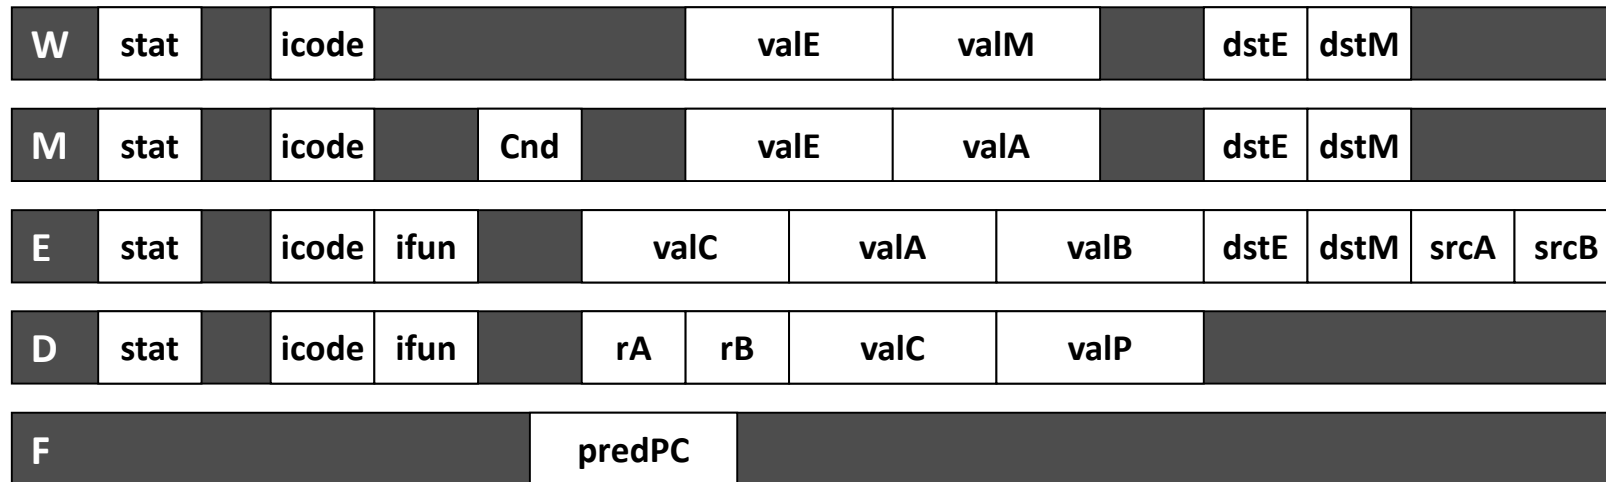 W stat icode valE valM dstE dstM
M stat icode Cnd valE valA dstE dstM
E stat icode ifun valC valA valB dstE dstM srcA srcB
D stat icode ifun rA rB valC valP
F predPC